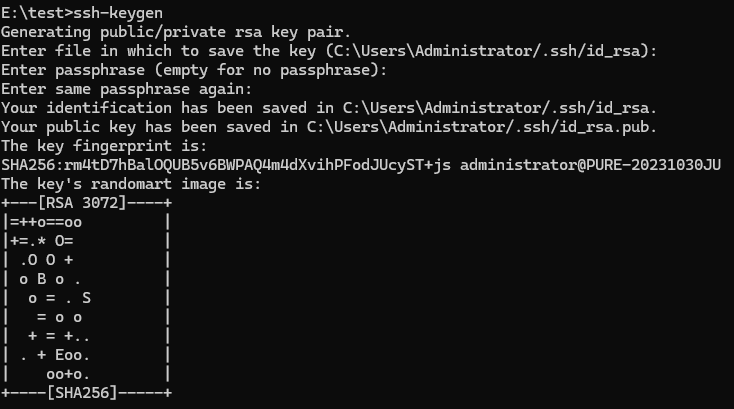 E:\test>ssh-keygen
Generating public/private rsa key pair.
Enter file in which to save the key (C:\Users\Administrator/.ssh/id_rsa):
Enter passphrase (empty for no passphrase):
Enter same passphrase again:
Your identification has been saved in C:\Users\Administrator/.ssh/id_rsa.
Your public key has been saved in C:\Users\Administrator/.ssh/id_rsa.pub.
The key fingerprint is:
SHA256:rm4tD7hBalOQUB5v6BWPAQ4m4dXvihPFodJUcyST+js administrator@PURE-20231030JU
The key's randomart image is:
+---[RSA 3072]----+
|=++o==oo         |
|+=.* O=          |
| .O O +          |
| o B o .         |
|  o = . S        |
|   = o o         |
|  + = +..        |
| . + Eoo.        |
|    oo+o.        |
+----[SHA256]-----+